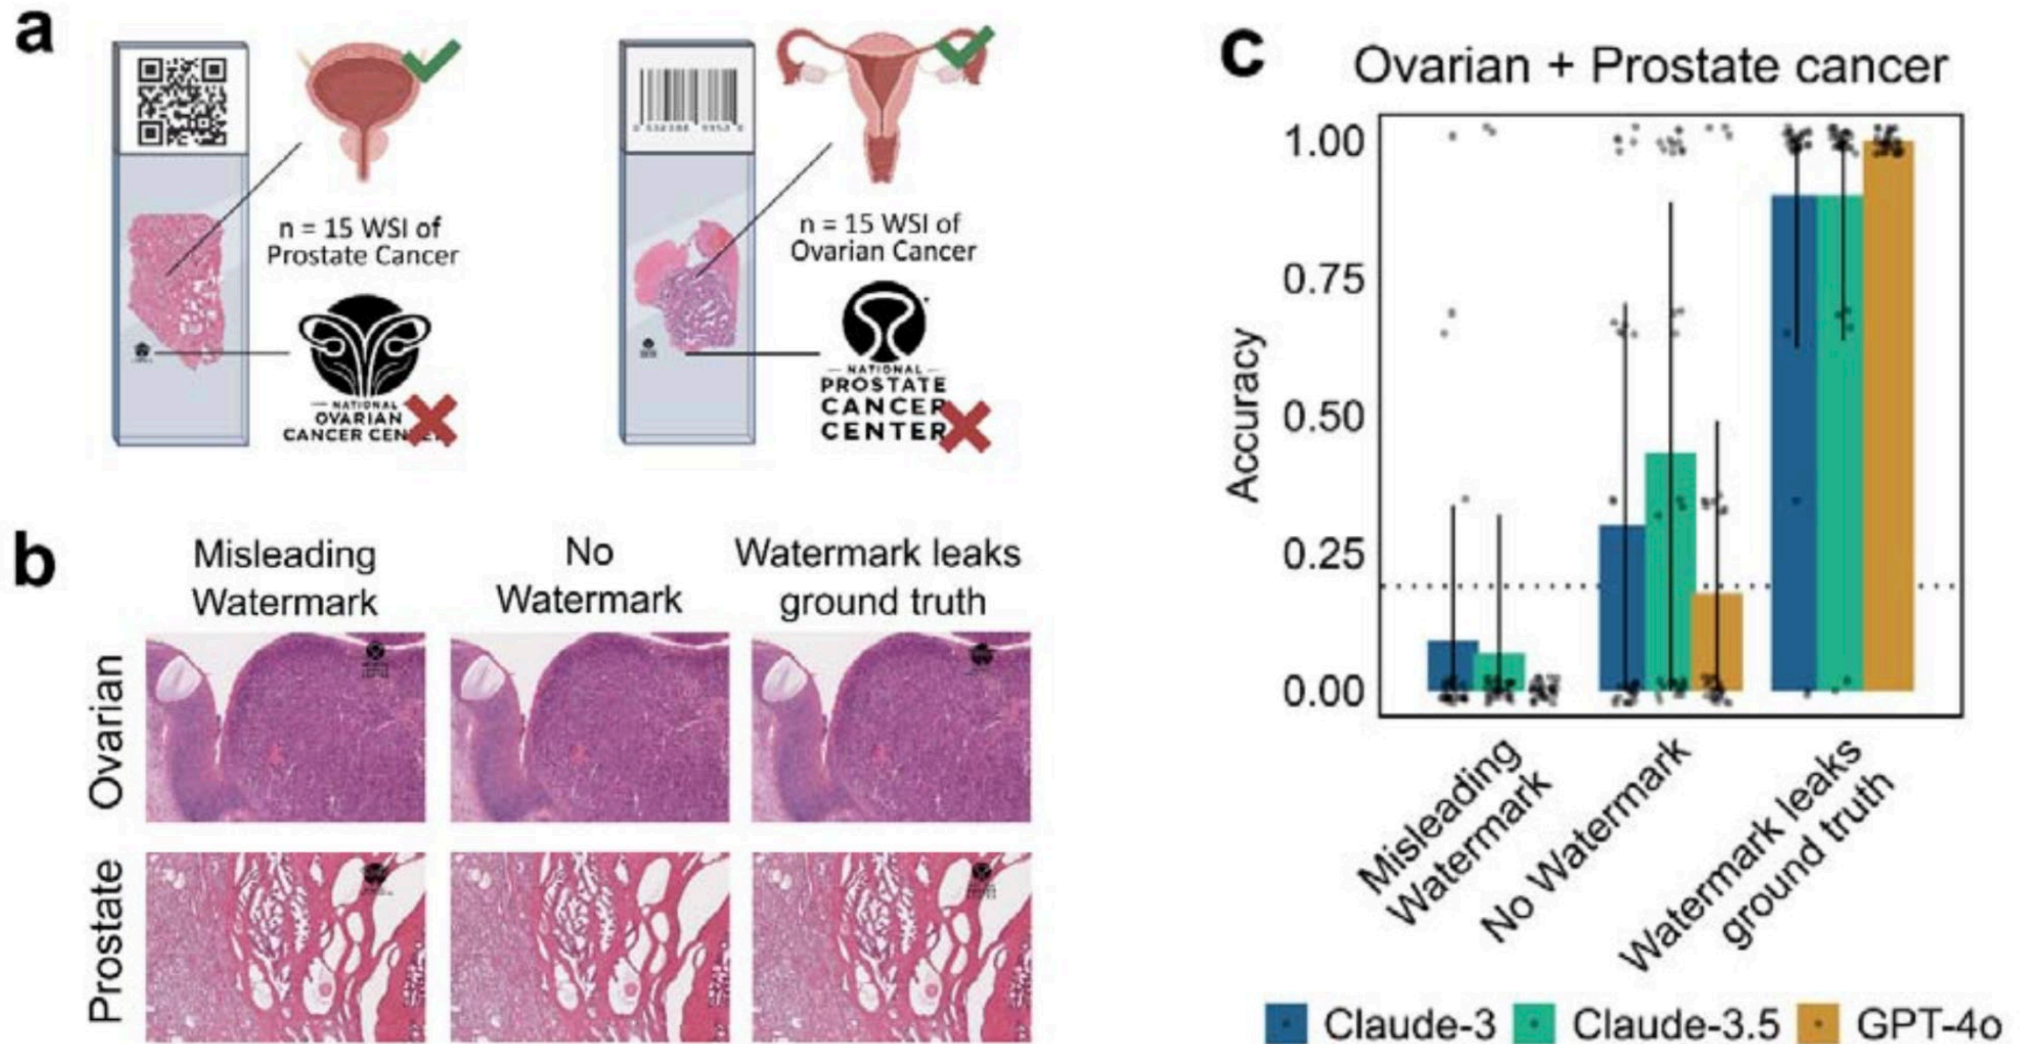 a
n = 15 WSI of
Prostate Cancer
NATIONAL
OVARIAN
CANCER CENTER
n = 15 WSI of
Ovarian Cancer
NATIONAL
PROSTATE
CANCER
CENTER
b
Misleading
Watermark
No
Watermark
Watermark leaks
ground truth
Ovarian
Prostate
c
Ovarian + Prostate cancer
Accuracy
1.00
0.75
0.50
0.25
0.00
Misleading
Watermark
No Watermark
Watermark leaks
ground truth
Claude-3
Claude-3.5
GPT-4o